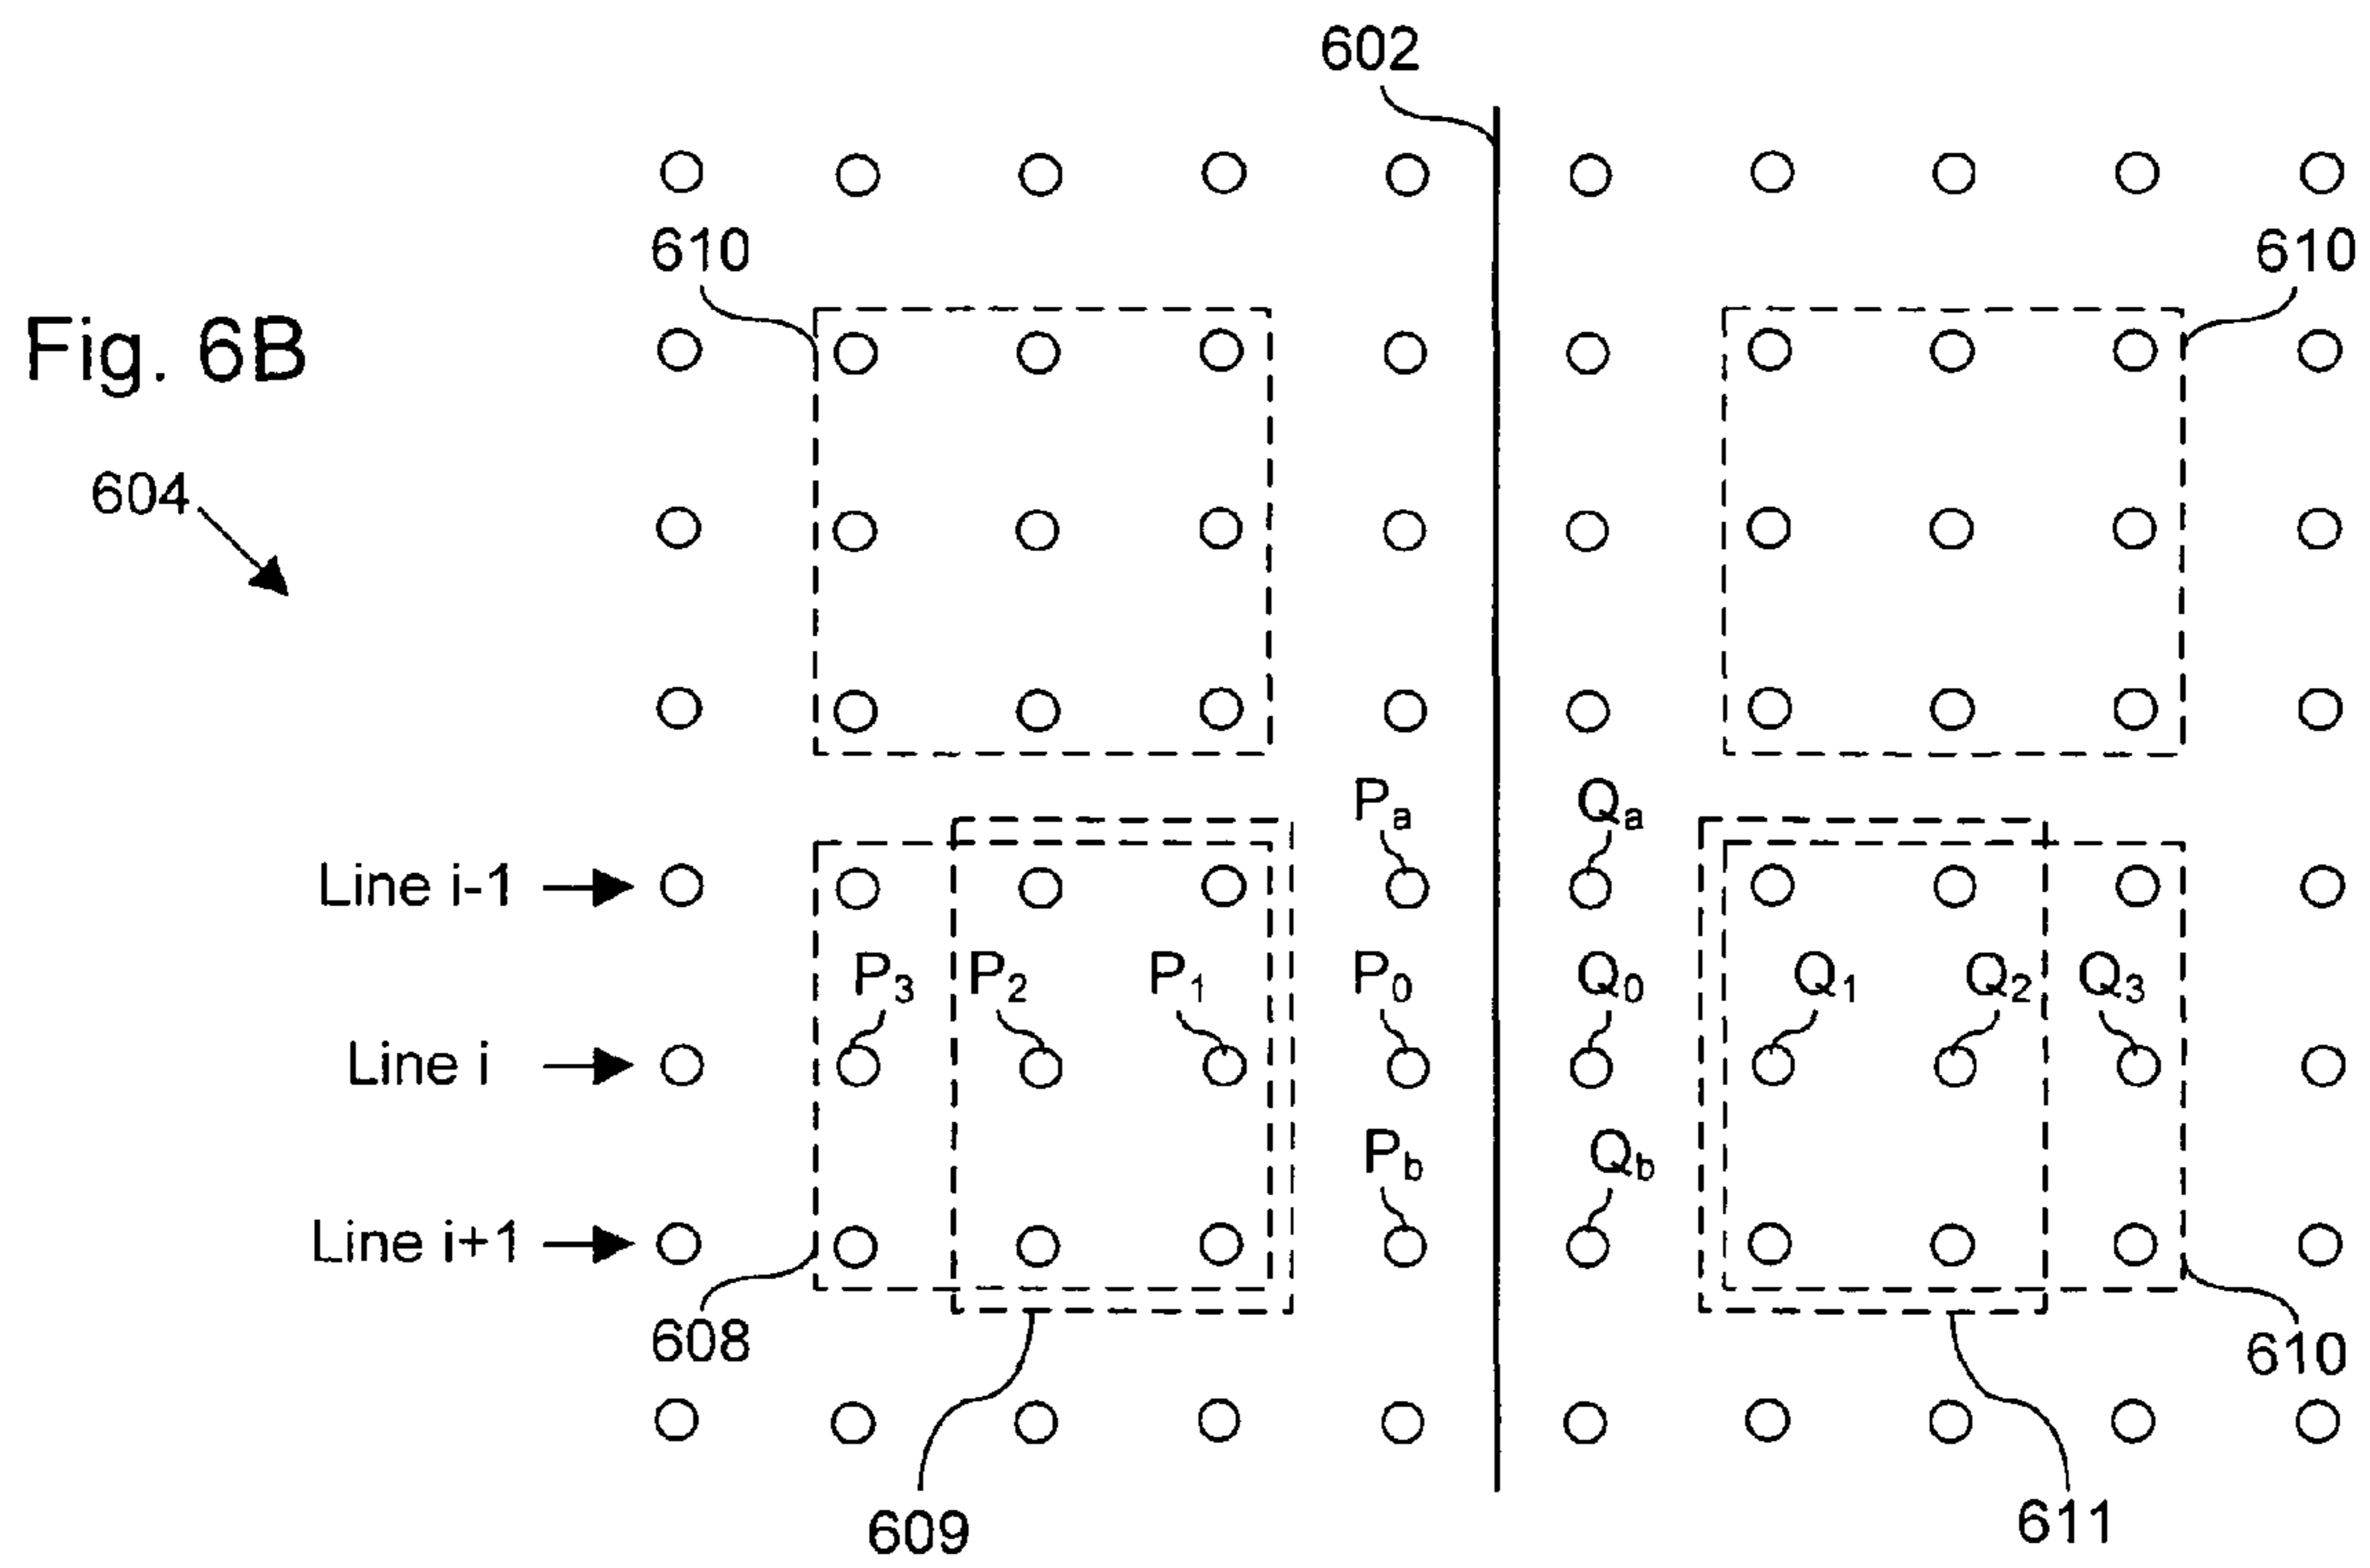 602
610
610
Fig. 6B
604
Pa
Qa
Line i-1
P3
P2
P1
P0
Q0
Q1
Q2
Q3
Line i
Pb
Qb
Line i+1
608
610
609
611